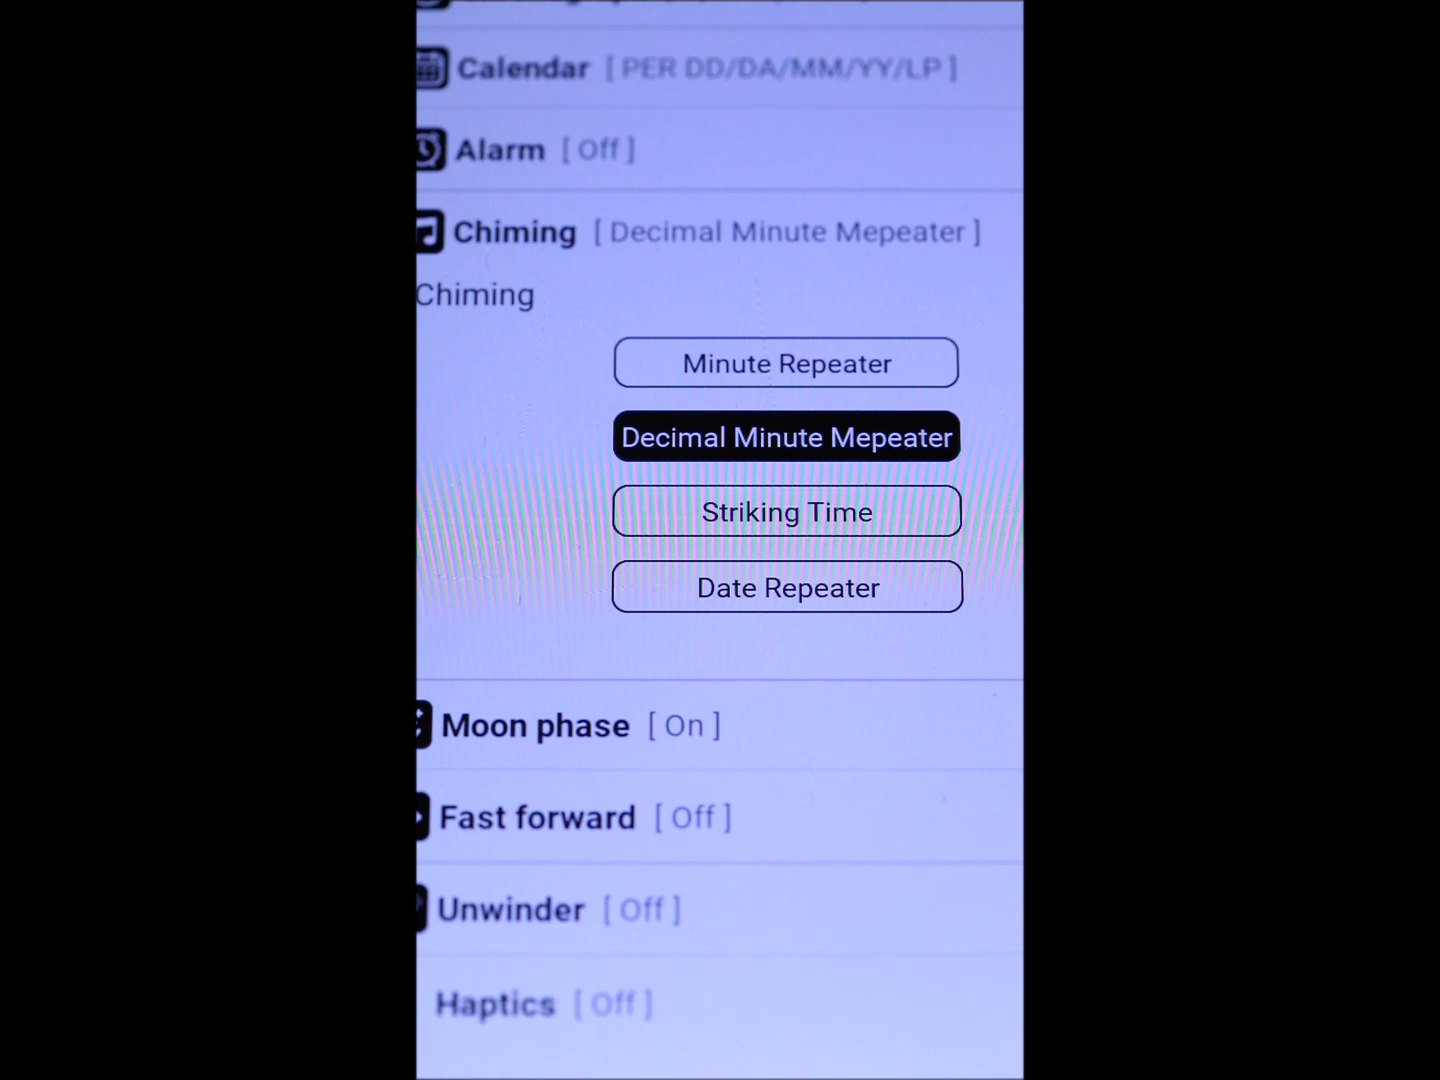 Calendar [ PER DD/DA/MM/YY/LP ]
Alarm [ Off ]
Chiming [ Decimal Minute Mepeater ]
Chiming
Minute Repeater
Decimal Minute Mepeater
Striking Time
Date Repeater
Moon phase [ On ]
Fast forward [ Off ]
Unwinder [ Off ]
Haptics [ Off ]